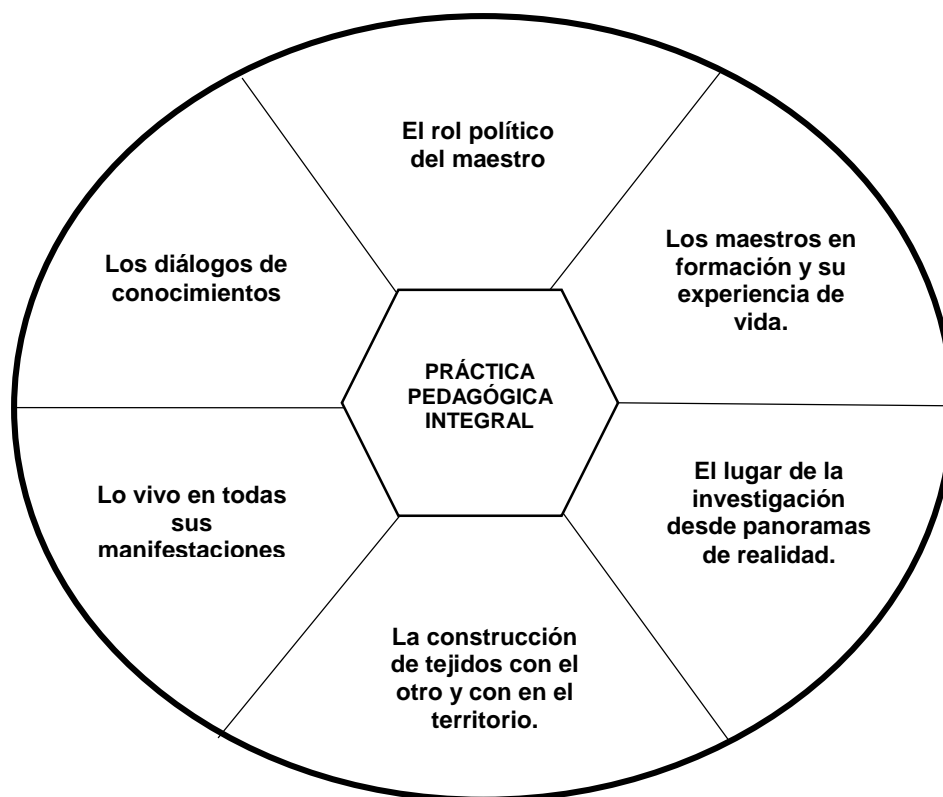 El rol político
del maestro
Los maestros en
formación y su
experiencia de
vida.
Los diálogos de
conocimientos
PRÁCTICA
PEDAGÓGICA
INTEGRAL
El lugar de la
investigación
desde panoramas
de realidad.
Lo vivo en todas
sus
manifestaciones
La construcción
de tejidos con el
otro y con en el
territorio.